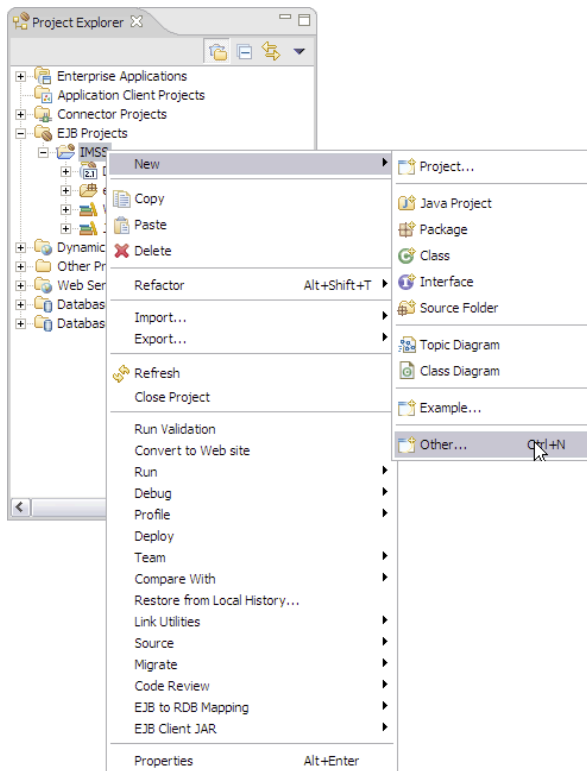 Project Explorer
Enterprise Applications
Application Client Projects
Connector Projects
EJB Projects
IMSS
Dynamic
Other Pr
Web Ser
Databas
Databas
New
Copy
Paste
Delete
Refactor Alt+Shift+T
Import...
Export...
Refresh
Close Project
Run Validation
Convert to Web site
Run
Debug
Profile
Deploy
Team
Compare With
Restore from Local History...
Link Utilities
Source
Migrate
Code Review
EJB to RDB Mapping
EJB Client JAR
Properties Alt+Enter
Project...
Java Project
Package
Class
Interface
Source Folder
Topic Diagram
Class Diagram
Example...
Other... Ctrl+N